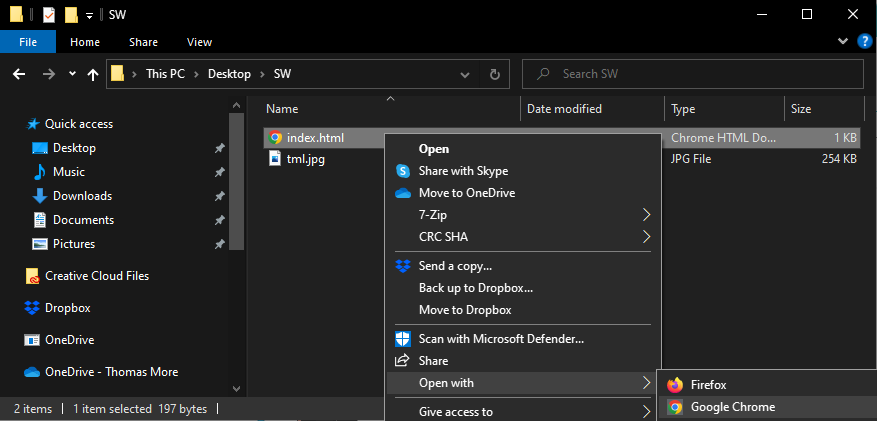 SW
File Home Share View
This PC Desktop SW Search SW
Name Date modified Type Size
Quick access
Desktop
Music
Downloads
Documents
Pictures
Creative Cloud Files
Dropbox
OneDrive
OneDrive - Thomas More
index.html Chrome HTML Do... 1 KB
tml.jpg JPG File 254 KB
Open
Share with Skype
Move to OneDrive
7-Zip
CRC SHA
Send a copy...
Back up to Dropbox...
Move to Dropbox
Scan with Microsoft Defender...
Share
Open with
Give access to
Firefox
Google Chrome
2 items 1 item selected 197 bytes